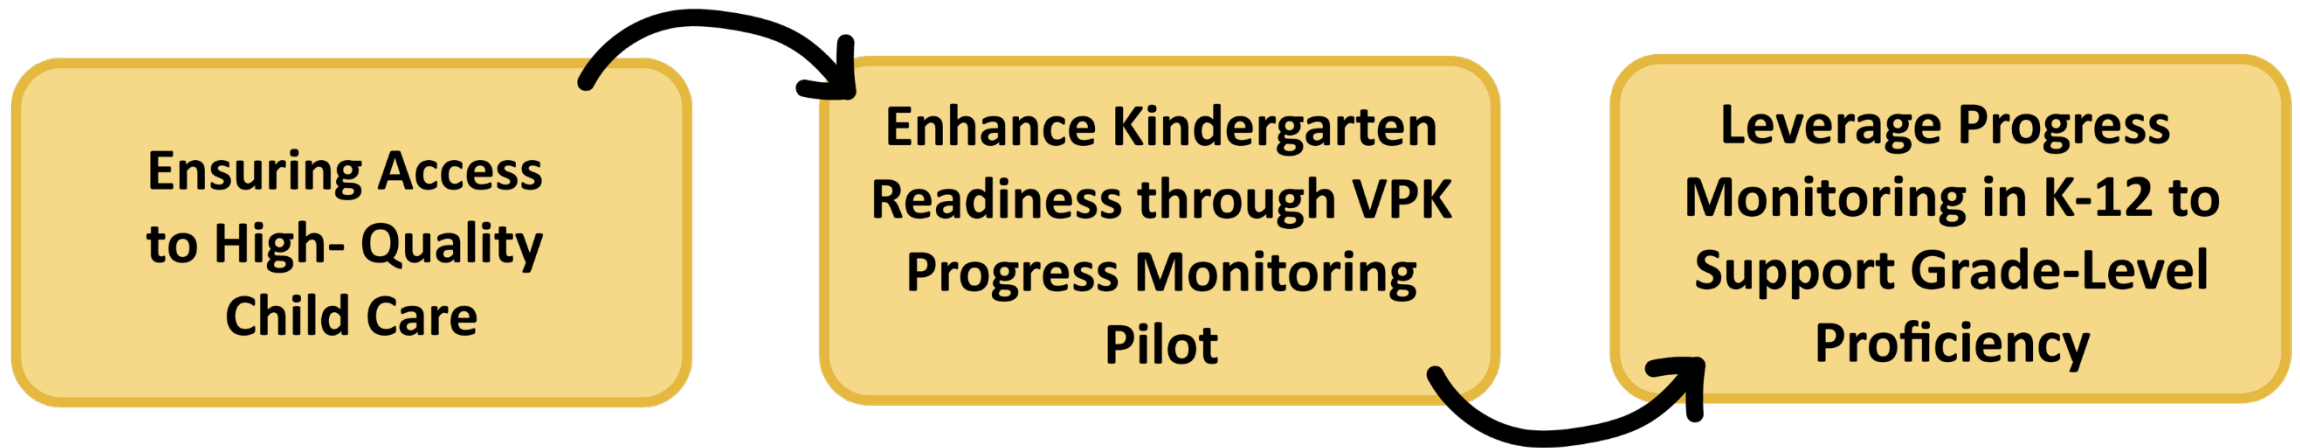 Ensuring Access
to High- Quality
Child Care
Enhance Kindergarten
Readiness through VPK
Progress Monitoring
Pilot
Leverage Progress
Monitoring in K-12 to
Support Grade-Level
Proficiency